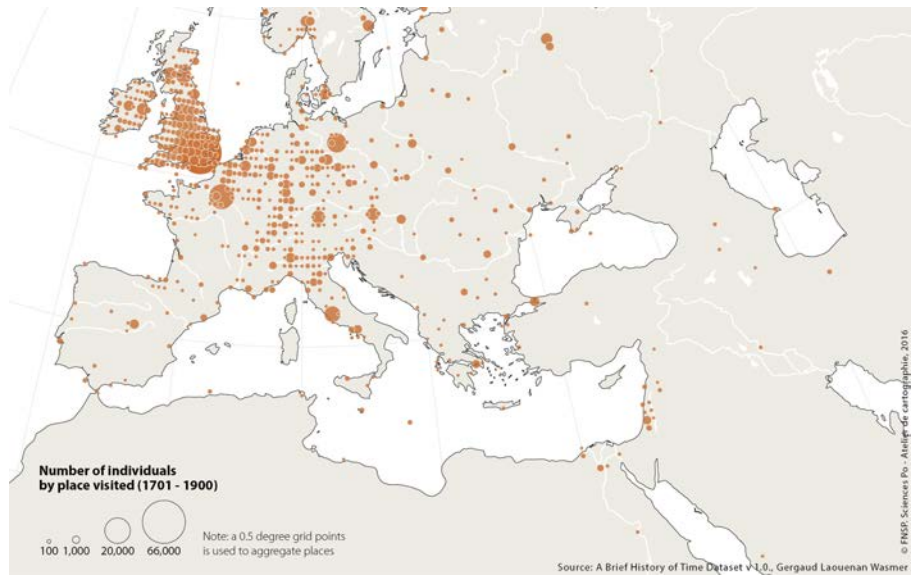 Number of individuals
by place visited (1701 - 1900)
100 1,000 20,000 66,000
Note: a 0.5 degree grid points
is used to aggregate places
© FNSP. Sciences Po - Atelier de cartographie, 2016
Source: A Brief History of Time Dataset v 1.0., Gergaud Laouenan Wasmer